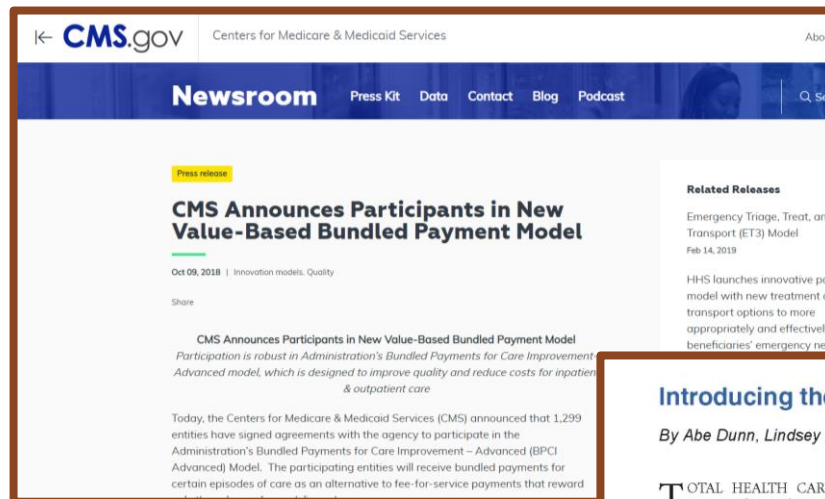 CMS.gov Centers for Medicare & Medicaid Services
Newsroom Press Kit Data Contact Blog Podcast
Press release
CMS Announces Participants in New
Value-Based Bundled Payment Model
Oct 09, 2018 | Innovation models, Quality
Share
CMS Announces Participants in New Value-Based Bundled Payment Model
Participation is robust in Administration's Bundled Payments for Care Improvement-
Advanced model, which is designed to improve quality and reduce costs for inpatien
& outpatient care
Today, the Centers for Medicare & Medicaid Services (CMS) announced that 1,299
entities have signed agreements with the agency to participate in the
Administration's Bundled Payments for Care Improvement – Advanced (BPCI
Advanced) Model. The participating entities will receive bundled payments for
certain episodes of care as an alternative to fee-for-service payments that reward
Related Releases
Emergency Triage, Treat, an
Transport (ET3) Model
Feb 14, 2019
HHS launches innovative pa
model with new treatment
transport options to more
appropriately and effectivel
beneficiaries' emergency ne
Introducing the
By Abe Dunn, Lindsey
TOTAL HEALTH CAR